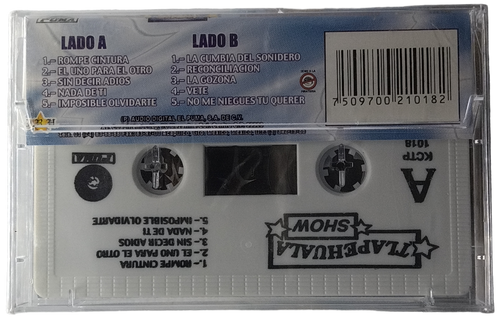 PUMA
LADO A
1.- ROMPE CINTURA
2.- EL UNO PARA EL OTRO
3.- SIN DECIR ADIOS
4.- NADA DE TI
5.- IMPOSIBLE OLVIDARTE
LADO B
1.- LA CUMBIA DEL SONIDERO
2.- RECONCILIACION
3.- LA GOZONA
4.- VETE
5.- NO ME NIEGUES TU QUERER
7 509700 210182
(P) AUDIO DIGITAL EL PUMA, S.A. DE C.V.
A
KCTP
1018
TLAPEHUALA
SHOW
1.- ROMPE CINTURA
2.- EL UNO PARA EL OTRO
3.- SIN DECIR ADIOS
4.- NADA DE TI
5.- IMPOSIBLE OLVIDARTE